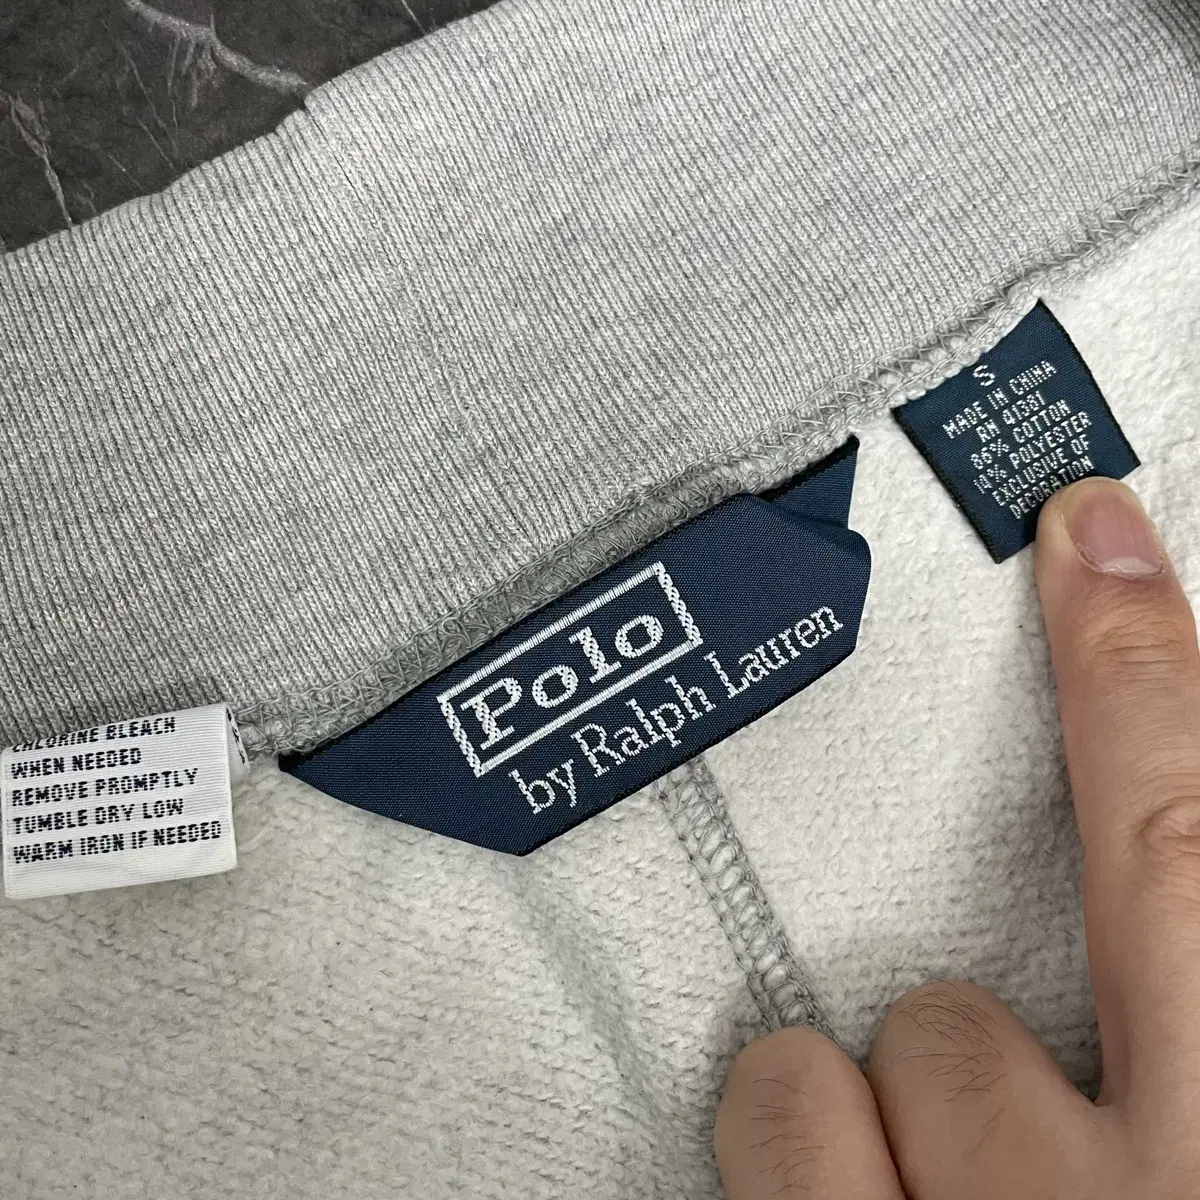 S
MADE IN CHINA
RN 41381
86% COTTON
14% POLYESTER
EXCLUSIVE OF
DECORATION
Polo
by Ralph Lauren
CHLORINE BLEACH
WHEN NEEDED
REMOVE PROMPTLY
TUMBLE DRY LOW
WARM IRON IF NEEDED